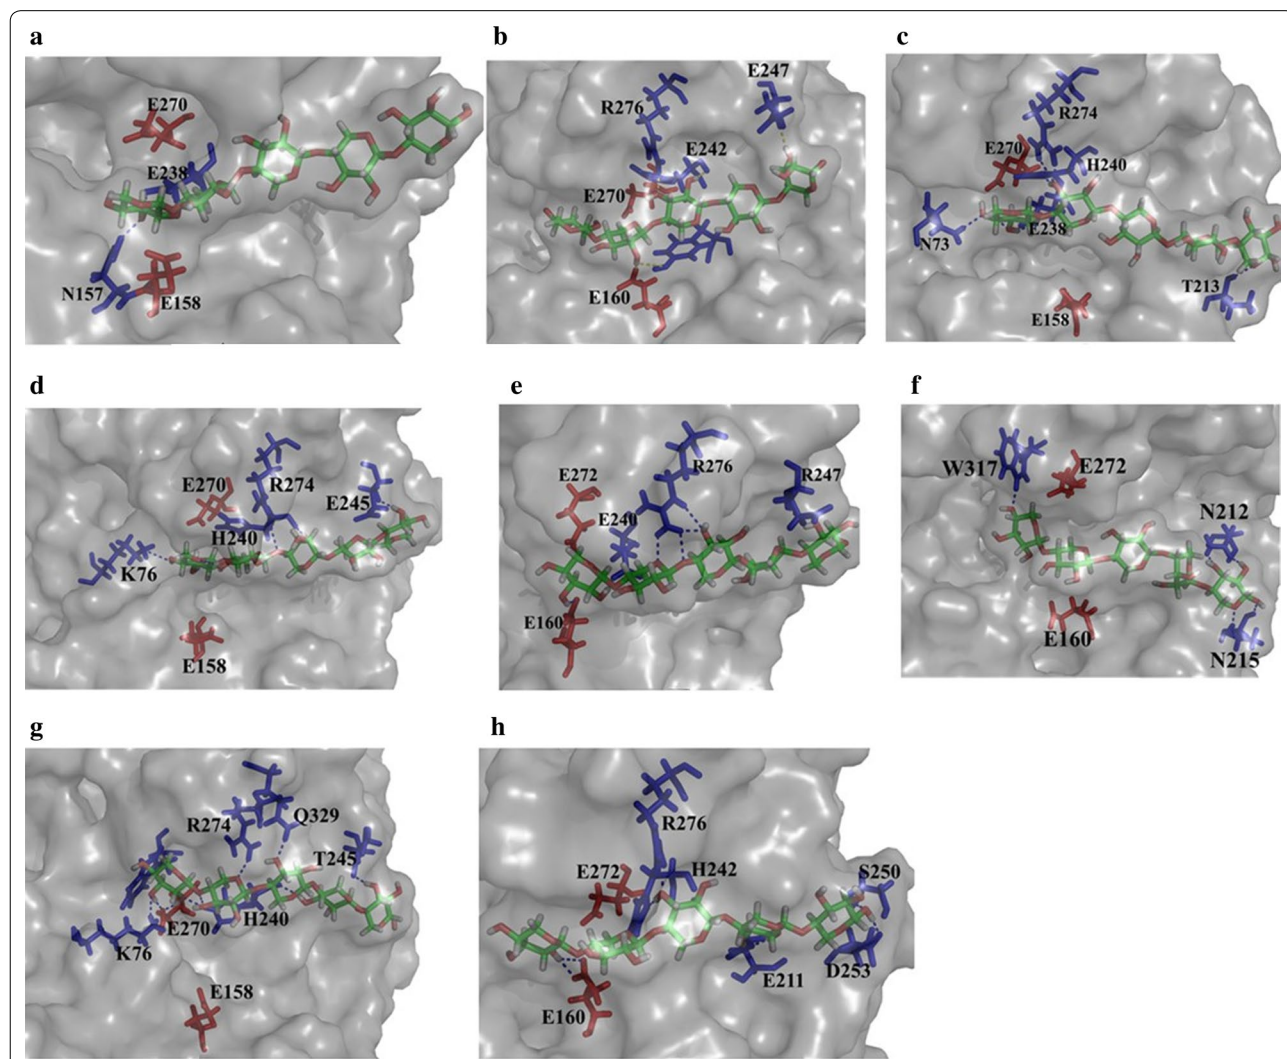 a
E270
E238
N157
E158
b
E247
R276
E242
E270
E160
c
R274
E270
H240
N73
E238
T213
E158
d
E270
R274
E245
H240
K76
E158
e
E272
R276
R247
E240
E160
f
W317
E272
N212
E160
N215
g
R274
Q329
T245
E270
H240
K76
E158
h
R276
E272
H242
S250
E211
D253
E160